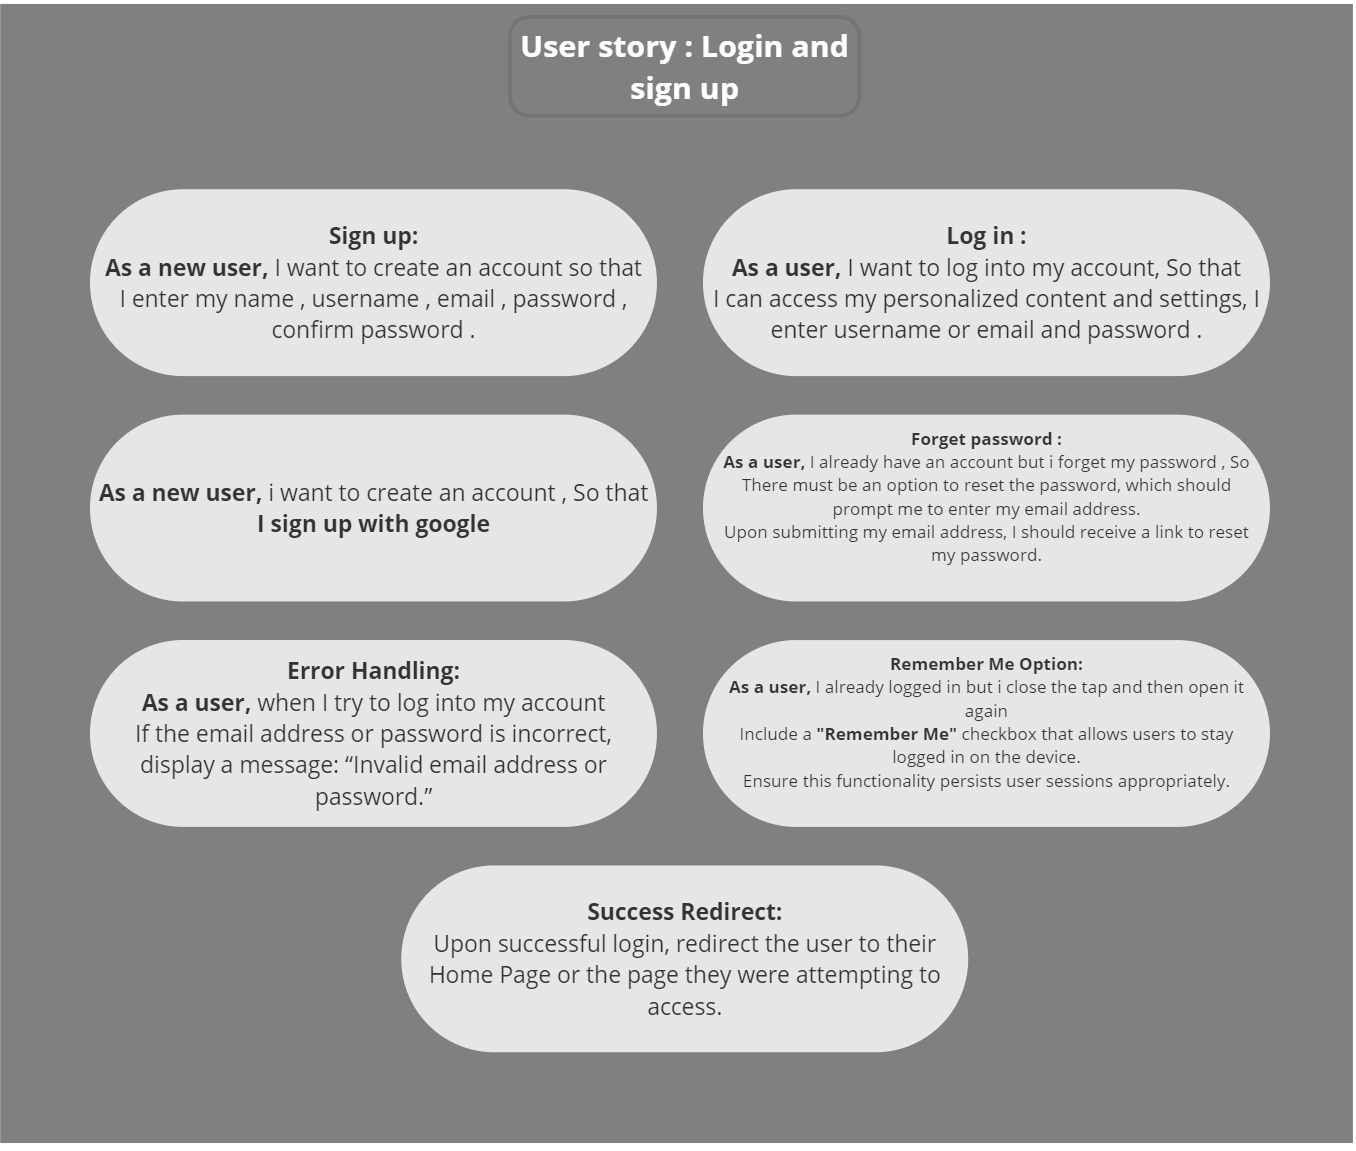 User story : Login and
sign up
Sign up:
As a new user, I want to create an account so that
I enter my name , username , email , password ,
confirm password .
Log in :
As a user, I want to log into my account, So that
I can access my personalized content and settings, I
enter username or email and password .
As a new user, i want to create an account , So that
I sign up with google
Forget password :
As a user, I already have an account but i forget my password , So
There must be an option to reset the password, which should
prompt me to enter my email address.
Upon submitting my email address, I should receive a link to reset
my password.
Error Handling:
As a user, when I try to log into my account
If the email address or password is incorrect,
display a message: “Invalid email address or
password.”
Remember Me Option:
As a user, I already logged in but i close the tap and then open it
again
Include a "Remember Me" checkbox that allows users to stay
logged in on the device.
Ensure this functionality persists user sessions appropriately.
Success Redirect:
Upon successful login, redirect the user to their
Home Page or the page they were attempting to
access.